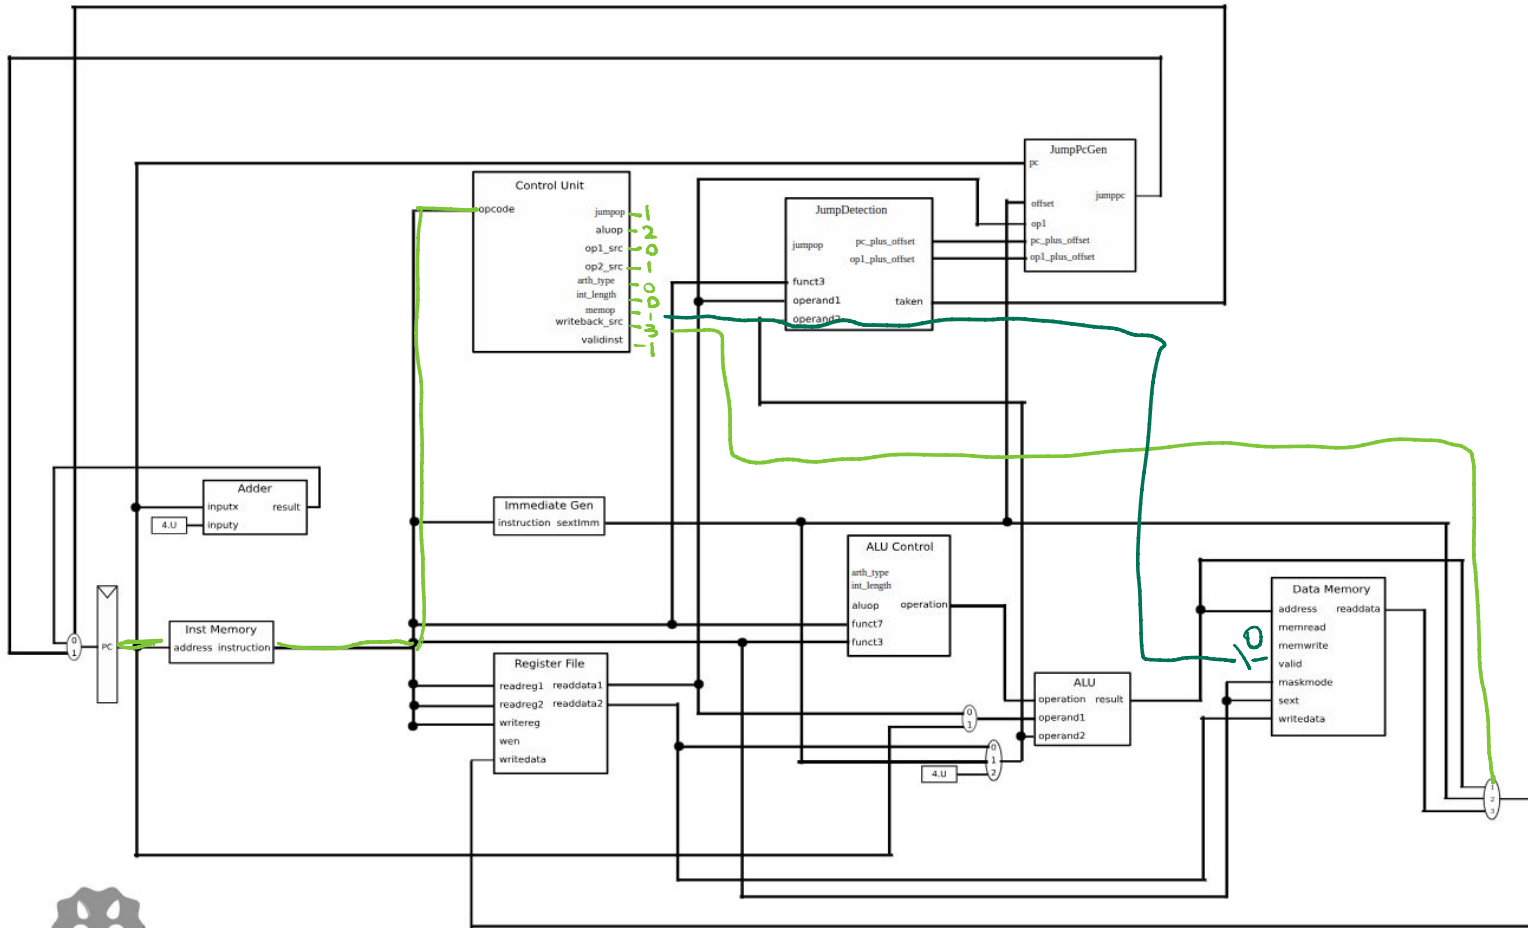 Control Unit
opcode
jumpop 1
aluop 2
op1_src 0
op2_src 1
arth_type 0
int_length 0
memop 1
writeback_src 3
validinst 1
JumpDetection
jumpop
funct3
operand1
operand2
pc_plus_offset
op1_plus_offset
taken
JumpPcGen
pc
offset
op1
pc_plus_offset
op1_plus_offset
jumppc
Adder
inputx result
4.U inputy
Immediate Gen
instruction sextImm
ALU Control
arth_type
int_length
aluop operation
funct7
funct3
0
1
PC
Inst Memory
address instruction
Register File
readreg1 readdata1
readreg2 readdata2
writereg
wen
writedata
0
1
0
1
2
4.U
ALU
operation result
operand1
operand2
Data Memory
address readdata
memread
0 memwrite
1 valid
maskmode
sext
writedata
1
2
3